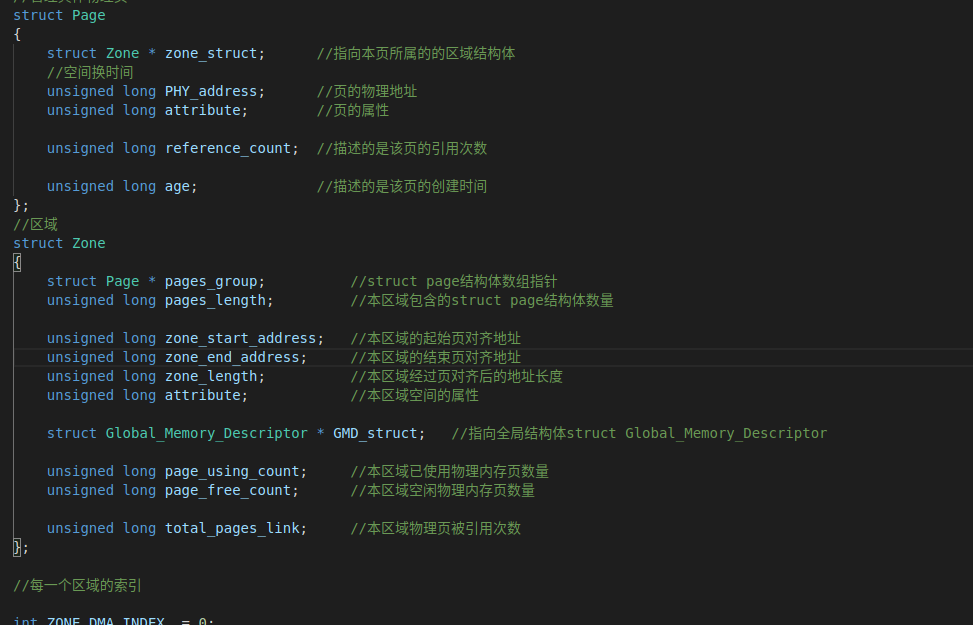 struct Page
{
struct Zone * zone_struct; //指向本页所属的的区域结构体
//空间换时间
unsigned long PHY_address; //页的物理地址
unsigned long attribute; //页的属性
unsigned long reference_count; //描述的是该页的引用次数
unsigned long age; //描述的是该页的创建时间
};
//区域
struct Zone
{
struct Page * pages_group; //struct page结构体数组指针
unsigned long pages_length; //本区域包含的struct page结构体数量
unsigned long zone_start_address; //本区域的起始页对齐地址
unsigned long zone_end_address; //本区域的结束页对齐地址
unsigned long zone_length; //本区域经过页对齐后的地址长度
unsigned long attribute; //本区域空间的属性
struct Global_Memory_Descriptor * GMD_struct; //指向全局结构体struct Global_Memory_Descriptor
unsigned long page_using_count; //本区域已使用物理内存页数量
unsigned long page_free_count; //本区域空闲物理内存页数量
unsigned long total_pages_link; //本区域物理页被引用次数
};
//每一个区域的索引
int ZONE_DMA_INDEX = 0;